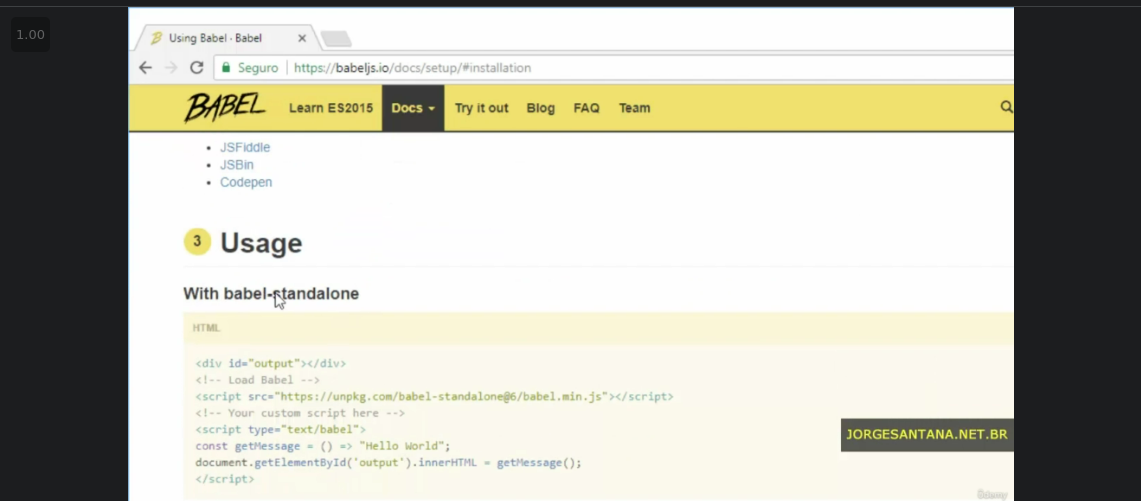 1.00
Using Babel · Babel
Seguro https://babeljs.io/docs/setup/#installation
BABEL Learn ES2015 Docs Try it out Blog FAQ Team
JSFiddle
JSBin
Codepen
3 Usage
With babel-standalone
HTML
<div id="output"></div>
<!-- Load Babel -->
<script src="https://unpkg.com/babel-standalone@6/babel.min.js"></script>
<!-- Your custom script here -->
<script type="text/babel">
const getMessage = () => "Hello World";
document.getElementById('output').innerHTML = getMessage();
</script>
JORGESANTANA.NET.BR
Udemy